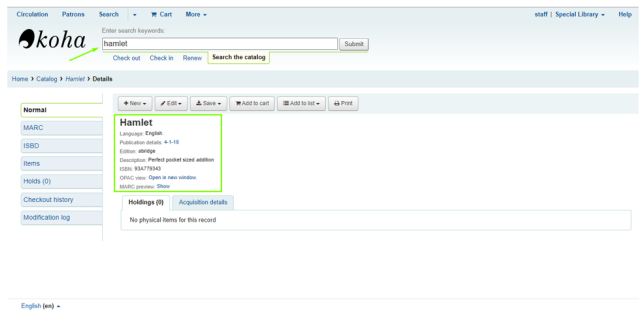 Circulation Patrons Search Cart More staff | Special Library Help
koha
Enter search keywords:
hamlet Submit
Check out Check in Renew Search the catalog
Home › Catalog › Hamlet › Details
Normal
MARC
ISBD
Items
Holds (0)
Checkout history
Modification log
+ New Edit Save Add to cart Add to list Print
Hamlet
Language: English
Publication details: 4-1-18
Edition: abridge
Description: Perfect pocket sized addition
ISBN: 934779343
OPAC view: Open in new window.
MARC preview: Show
Holdings (0) Acquisition details
No physical items for this record
English (en)